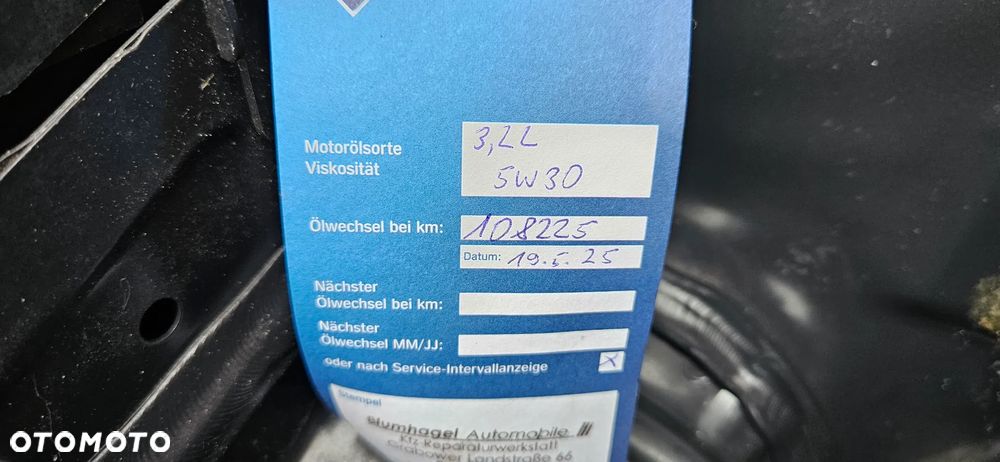 Motorölsorte
Viskosität
3,2L
5W30
Ölwechsel bei km: 108225
Datum: 19.5.25
Nächster
Ölwechsel bei km:
Nächster
Ölwechsel MM/JJ:
oder nach Service-Intervallanzeige X
Stempel
Blumhagel Automobile
Kfz-Reparaturwerkstatt
Grabower Landstraße 66
OTOMOTO